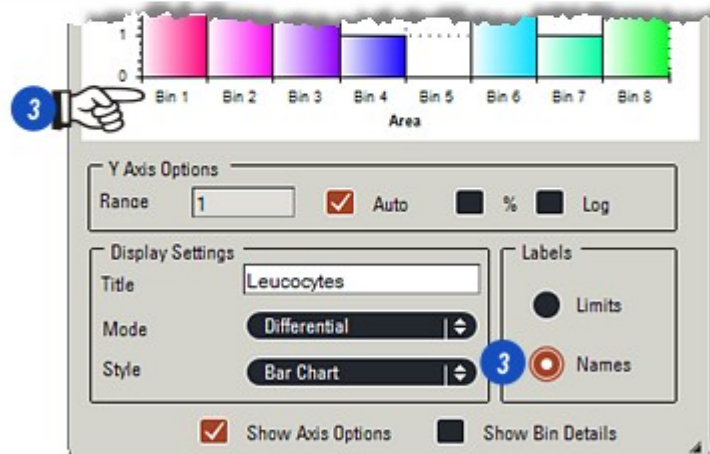 1
0
3
Bin 1 Bin 2 Bin 3 Bin 4 Bin 5 Bin 6 Bin 7 Bin 8
Area
Y Axis Options
Range 1 Auto % Log
Display Settings
Labels
Title Leucocytes
Limits
Mode Differential
Style Bar Chart
3 Names
Show Axis Options Show Bin Details